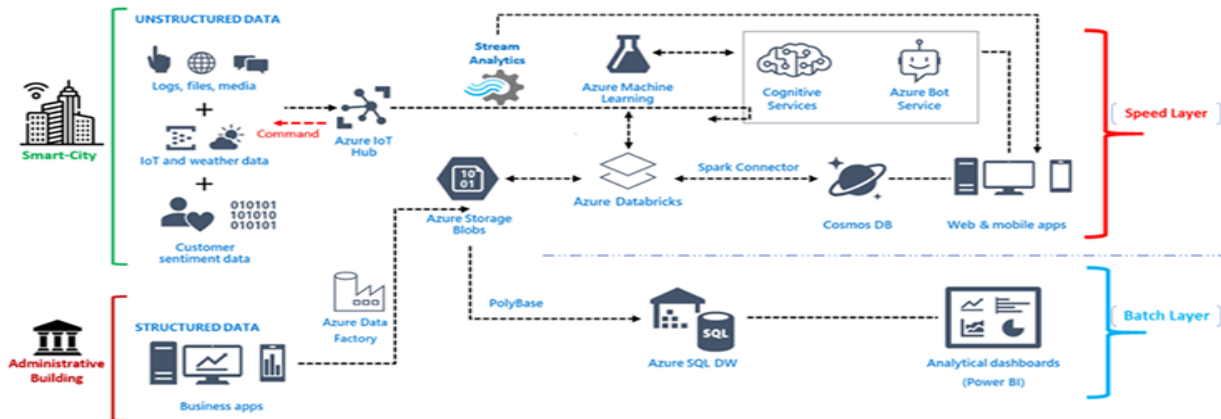 UNSTRUCTURED DATA
Logs, files, media
+
IoT and weather data
+
010101
101010
010101
Customer
sentiment data
Smart-City
Command
Azure IoT
Hub
Stream
Analytics
Azure Machine
Learning
Cognitive
Services
Azure Bot
Service
Speed Layer
10
01
Azure Storage
Blobs
Azure Databricks
Spark Connector
Cosmos DB
Web & mobile apps
Administrative
Building
STRUCTURED DATA
Business apps
Azure Data
Factory
PolyBase
SQL
Azure SQL DW
Analytical dashboards
(Power BI)
Batch Layer